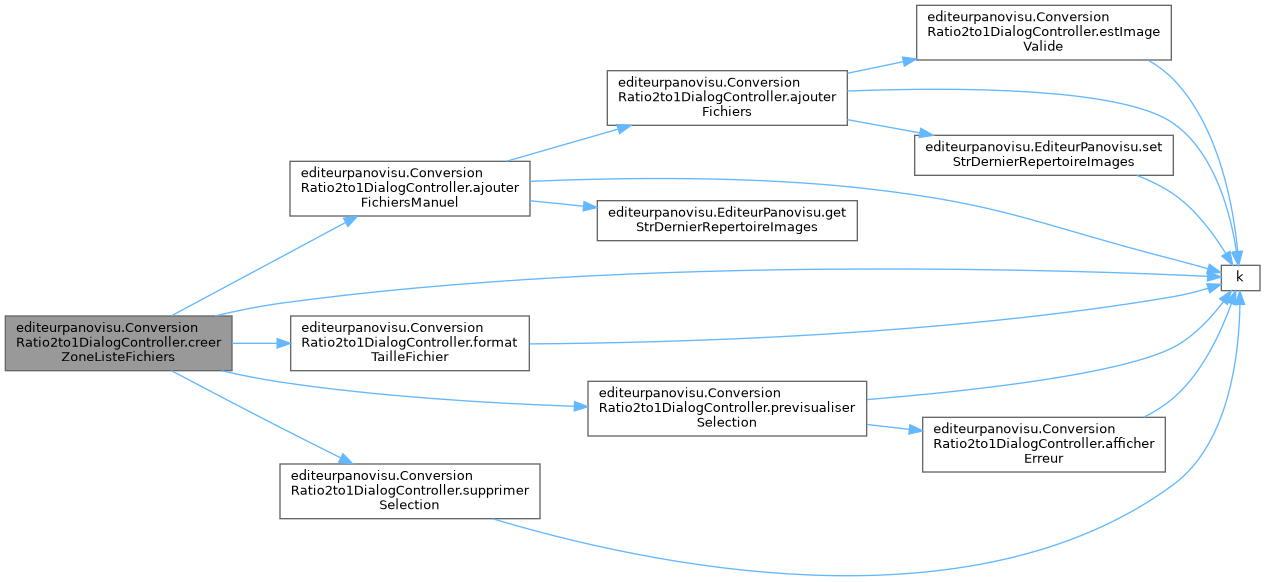 editeurpanovisu.Conversion
Ratio2to1DialogController.estImage
Valide
editeurpanovisu.Conversion
Ratio2to1DialogController.ajouter
Fichiers
editeurpanovisu.EditeurPanovisu.set
StrDernierRepertoireImages
editeurpanovisu.Conversion
Ratio2to1DialogController.ajouter
FichiersManuel
editeurpanovisu.EditeurPanovisu.get
StrDernierRepertoireImages
k
editeurpanovisu.Conversion
Ratio2to1DialogController.creer
ZoneListeFichiers
editeurpanovisu.Conversion
Ratio2to1DialogController.format
TailleFichier
editeurpanovisu.Conversion
Ratio2to1DialogController.previsualiser
Selection
editeurpanovisu.Conversion
Ratio2to1DialogController.afficher
Erreur
editeurpanovisu.Conversion
Ratio2to1DialogController.supprimer
Selection